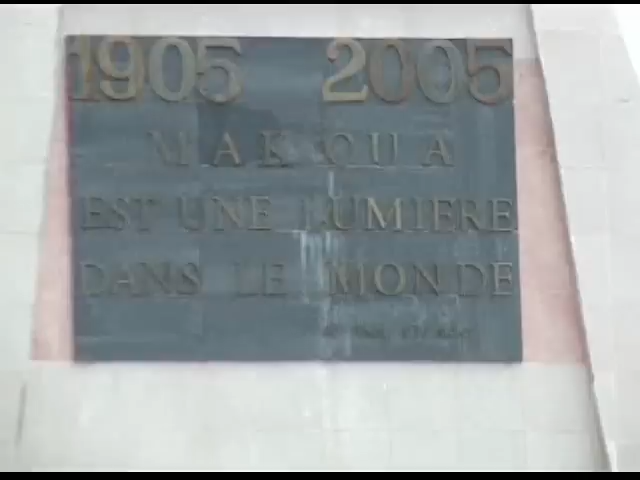 1905 2005
MAKOUA
EST UNE LUMIERE
DANS LE MONDE